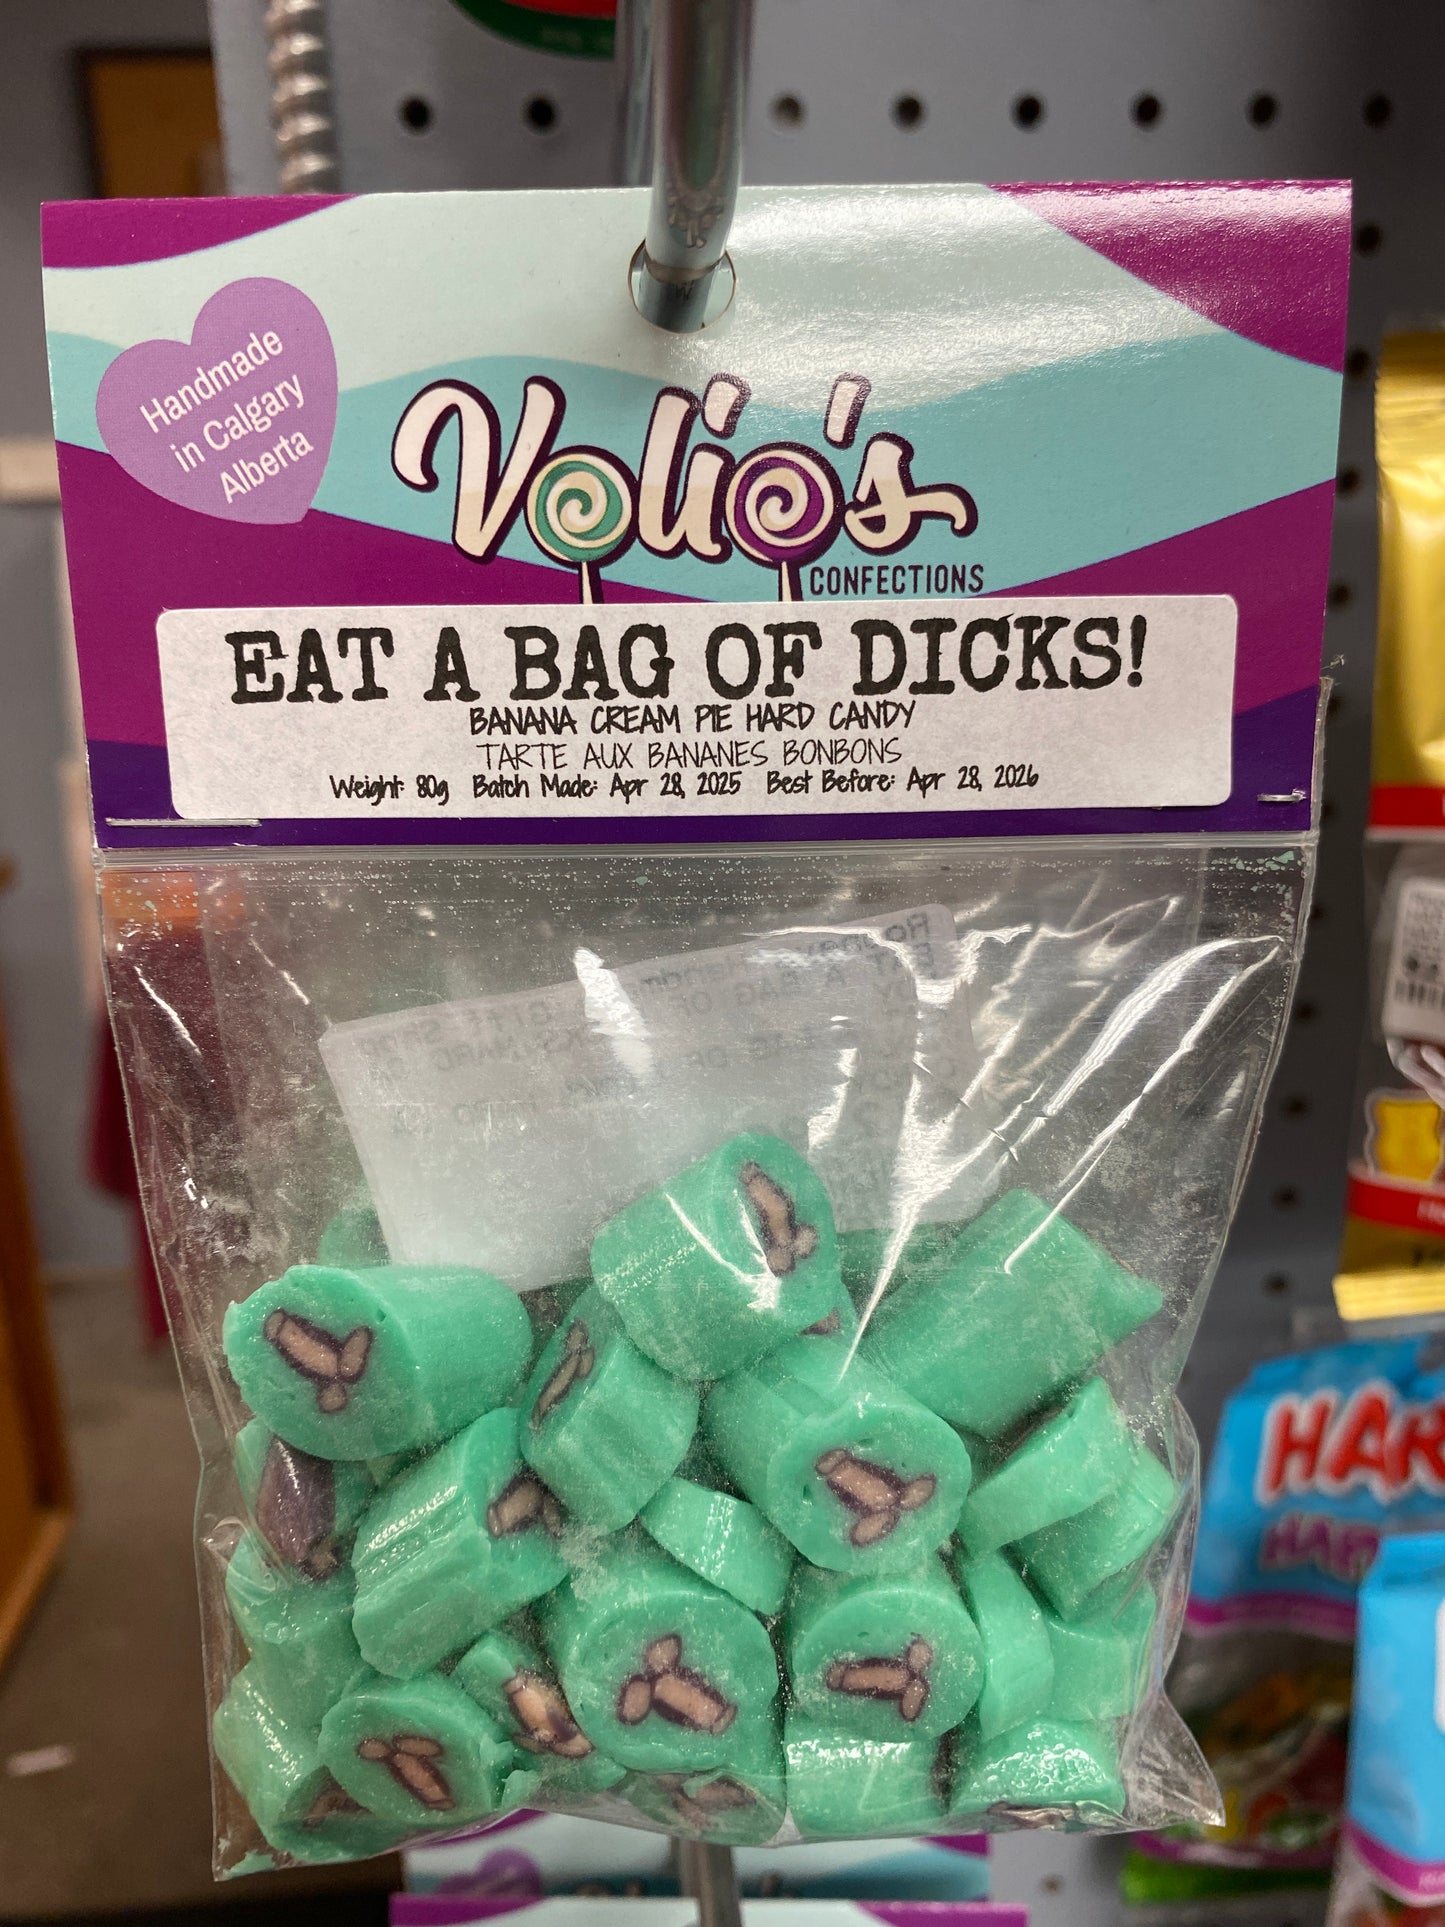 Handmade
in Calgary
Alberta
Volio's
CONFECTIONS
EAT A BAG OF DICKS!
BANANA CREAM PIE HARD CANDY
TARTE AUX BANANES BONBONS
Weight: 80g Batch Made: Apr 28, 2025 Best Before: Apr 28, 2026
HAR